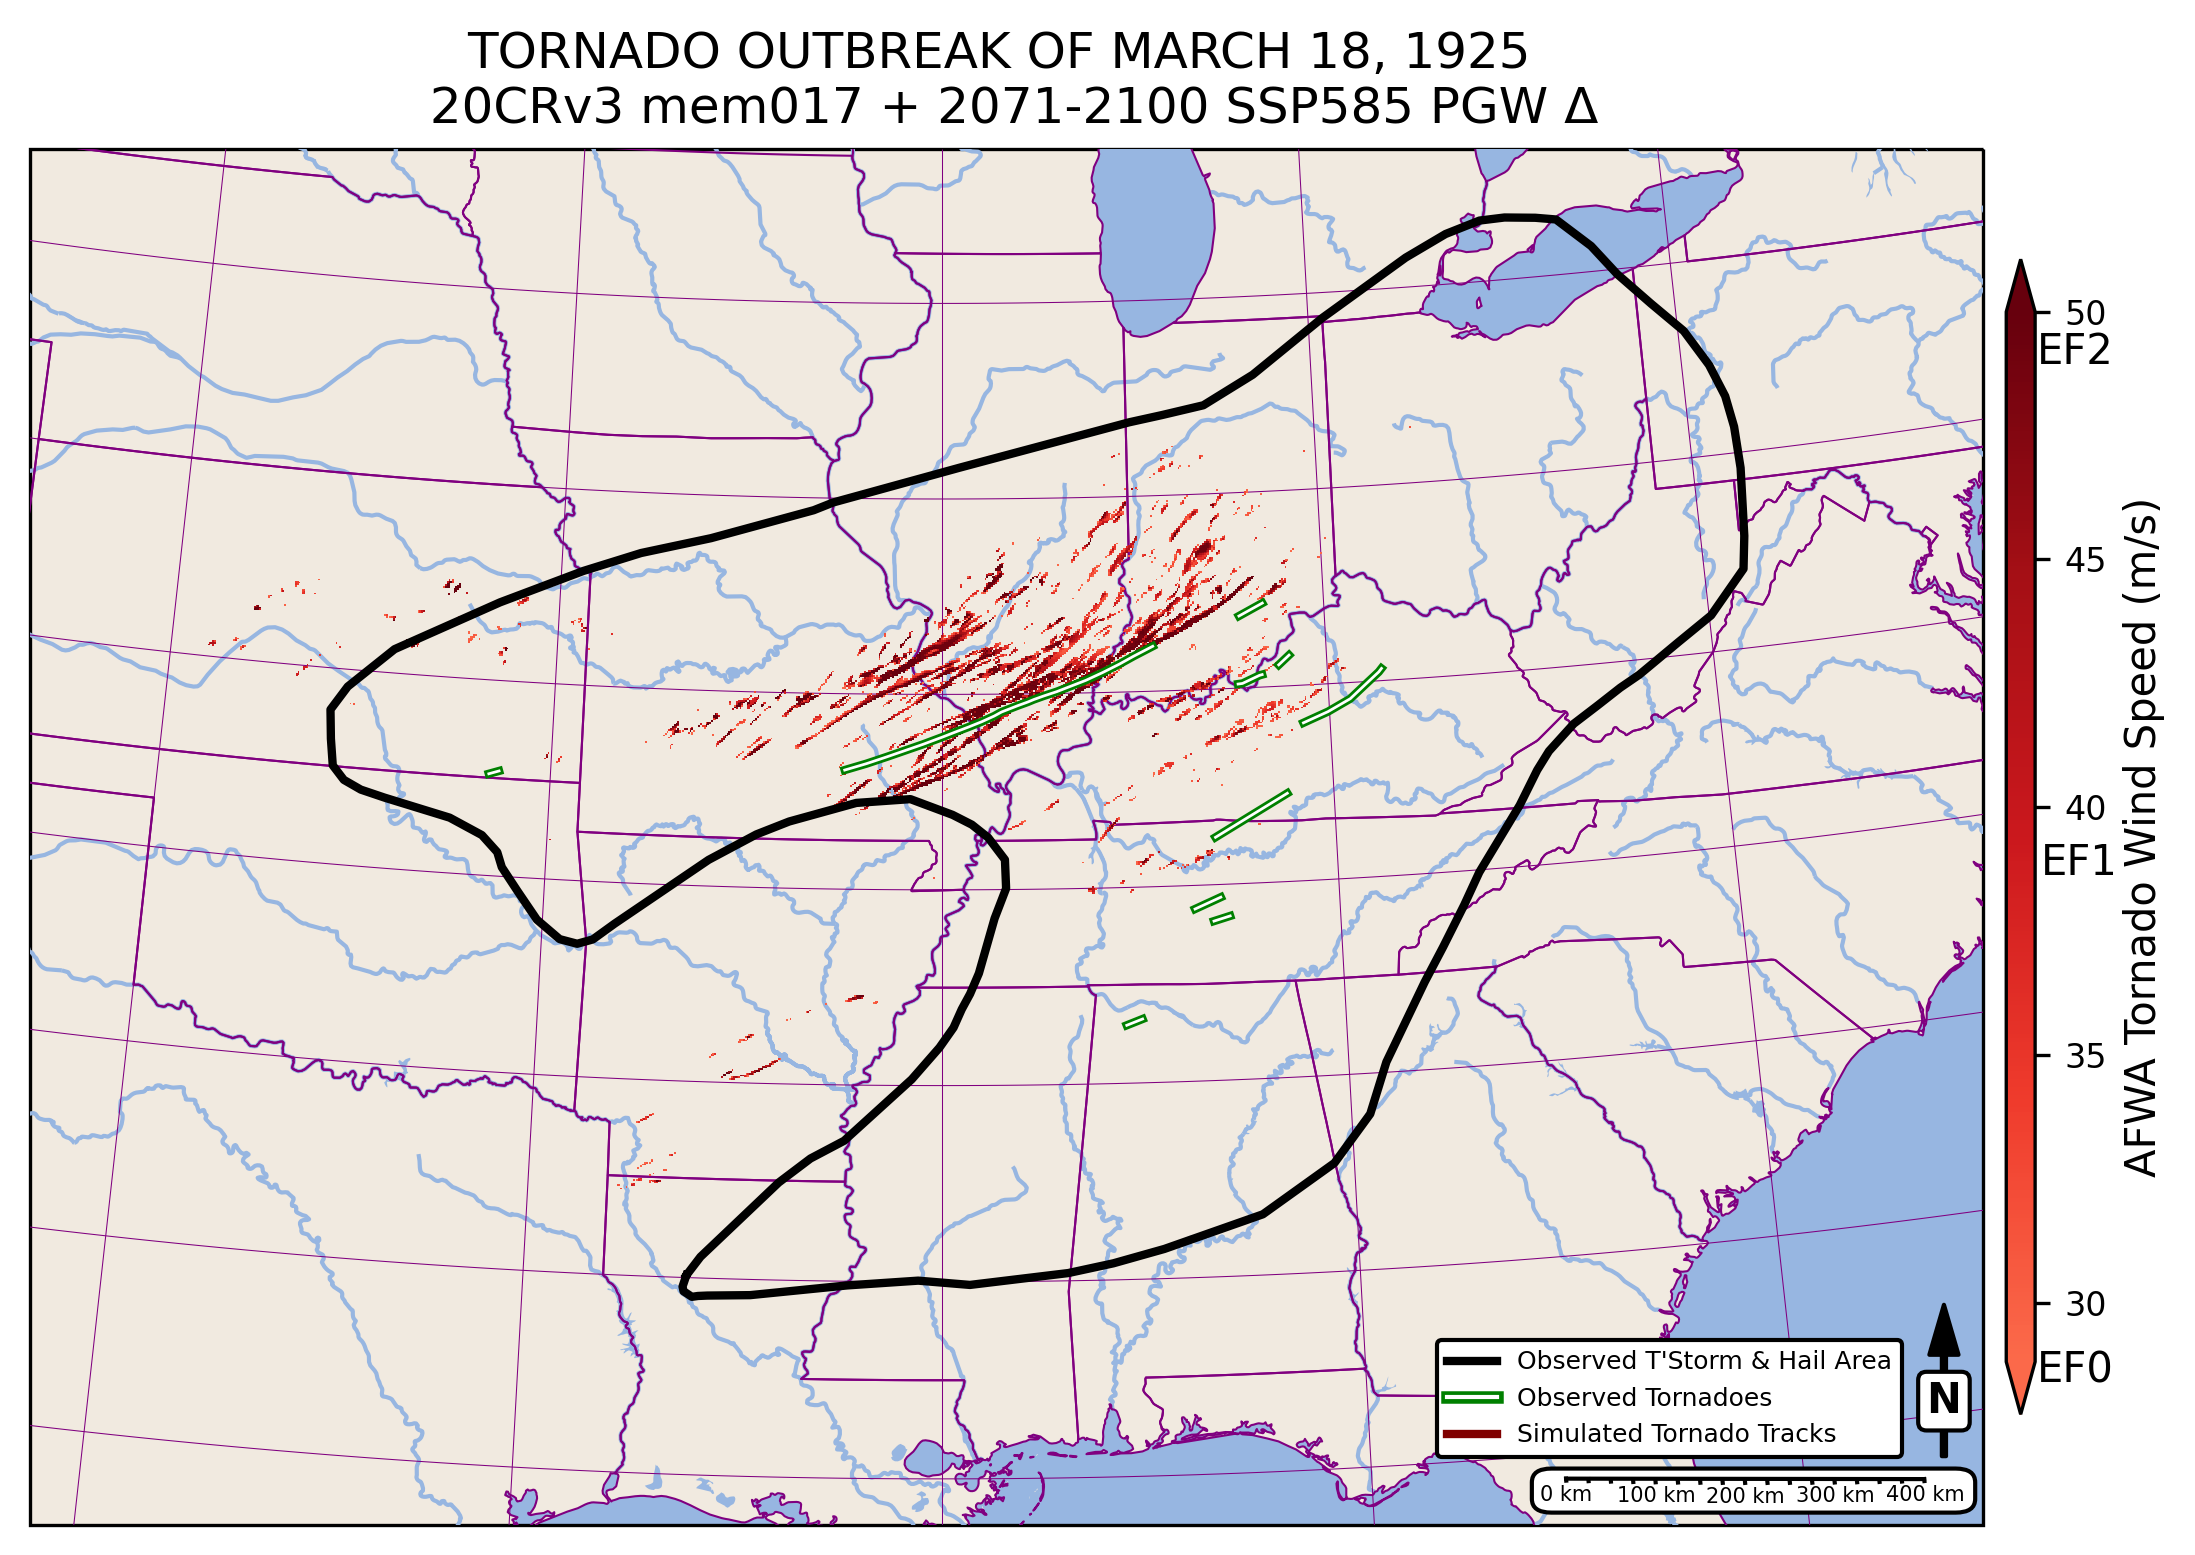 TORNADO OUTBREAK OF MARCH 18, 1925
20CRv3 mem017 + 2071-2100 SSP585 PGW Δ
50
EF2
45
40
EF1
35
30
EF0
AFWA Tornado Wind Speed (m/s)
Observed T'Storm & Hail Area
Observed Tornadoes
Simulated Tornado Tracks
N
0 km 100 km 200 km 300 km 400 km